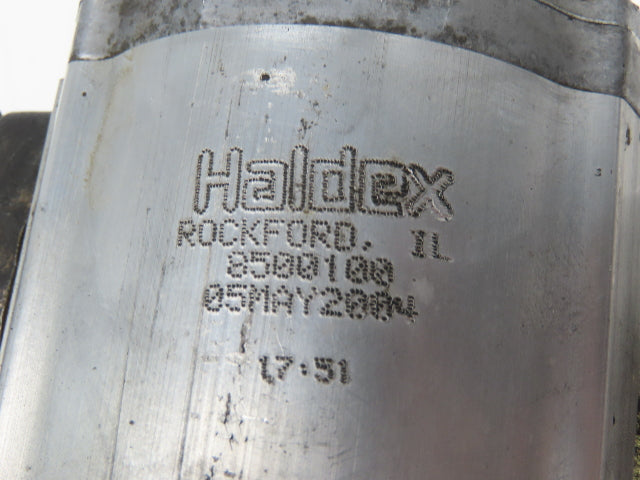 Haldex
ROCKFORD, IL
8500100
05MAY2004
17:51